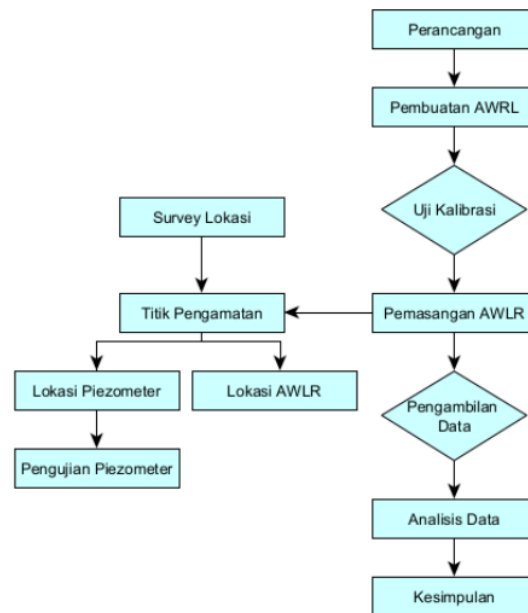 Perancangan
Pembuatan AWRL
Uji Kalibrasi
Survey Lokasi
Titik Pengamatan
Pemasangan AWLR
Lokasi Piezometer
Lokasi AWLR
Pengambilan
Data
Pengujian Piezometer
Analisis Data
Kesimpulan